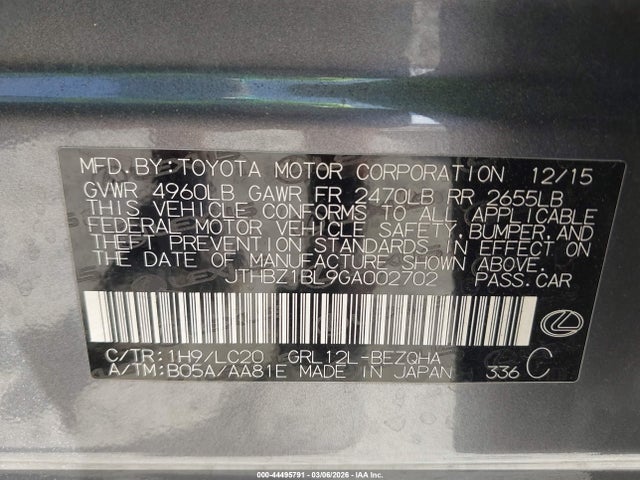 MFD. BY: TOYOTA MOTOR CORPORATION 12/15
GVWR 4960LB GAWR FR 2470LB RR 2655LB
THIS VEHICLE CONFORMS TO ALL APPLICABLE
FEDERAL MOTOR VEHICLE SAFETY, BUMPER, AND
THEFT PREVENTION STANDARDS IN EFFECT ON
THE DATE OF MANUFACTURE SHOWN ABOVE.
JTHBZ1BL9GA002702 PASS. CAR
C/TR: 1H9/LC20 GRL12L-BEZQHA
A/TM: B05A/AA81E MADE IN JAPAN 336 C
000-44495791 - 03/06/2026 - IAA Inc.